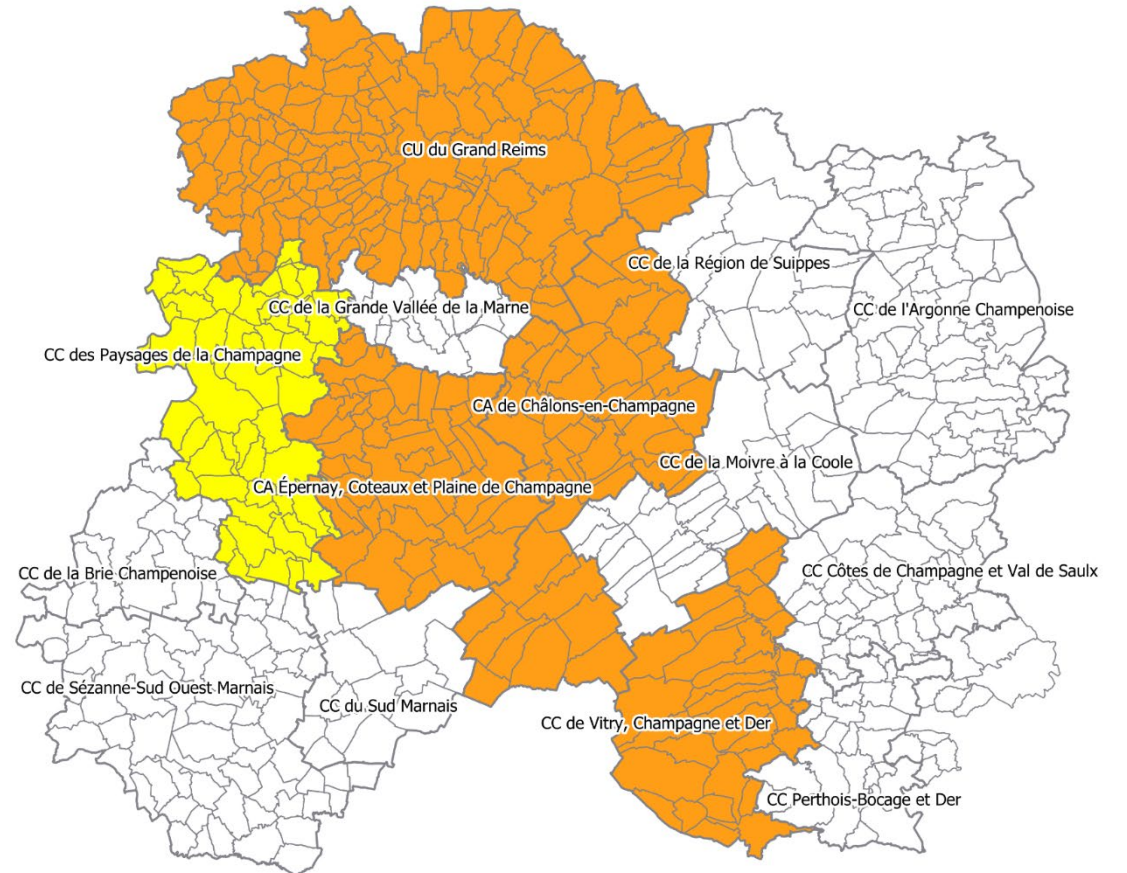 CU du Grand Reims
CC de la Région de Suippes
CC de la Grande Vallée de la Marne
CC de l'Argonne Champenoise
CC des Paysages de la Champagne
CA de Châlons-en-Champagne
CC de la Moivre à la Coole
CA Épernay, Coteaux et Plaine de Champagne
CC de la Brie Champenoise
CC Côtes de Champagne et Val de Saulx
CC de Sézanne-Sud Ouest Marnais
CC du Sud Marnais
CC de Vitry, Champagne et Der
CC Perthois-Bocage et Der